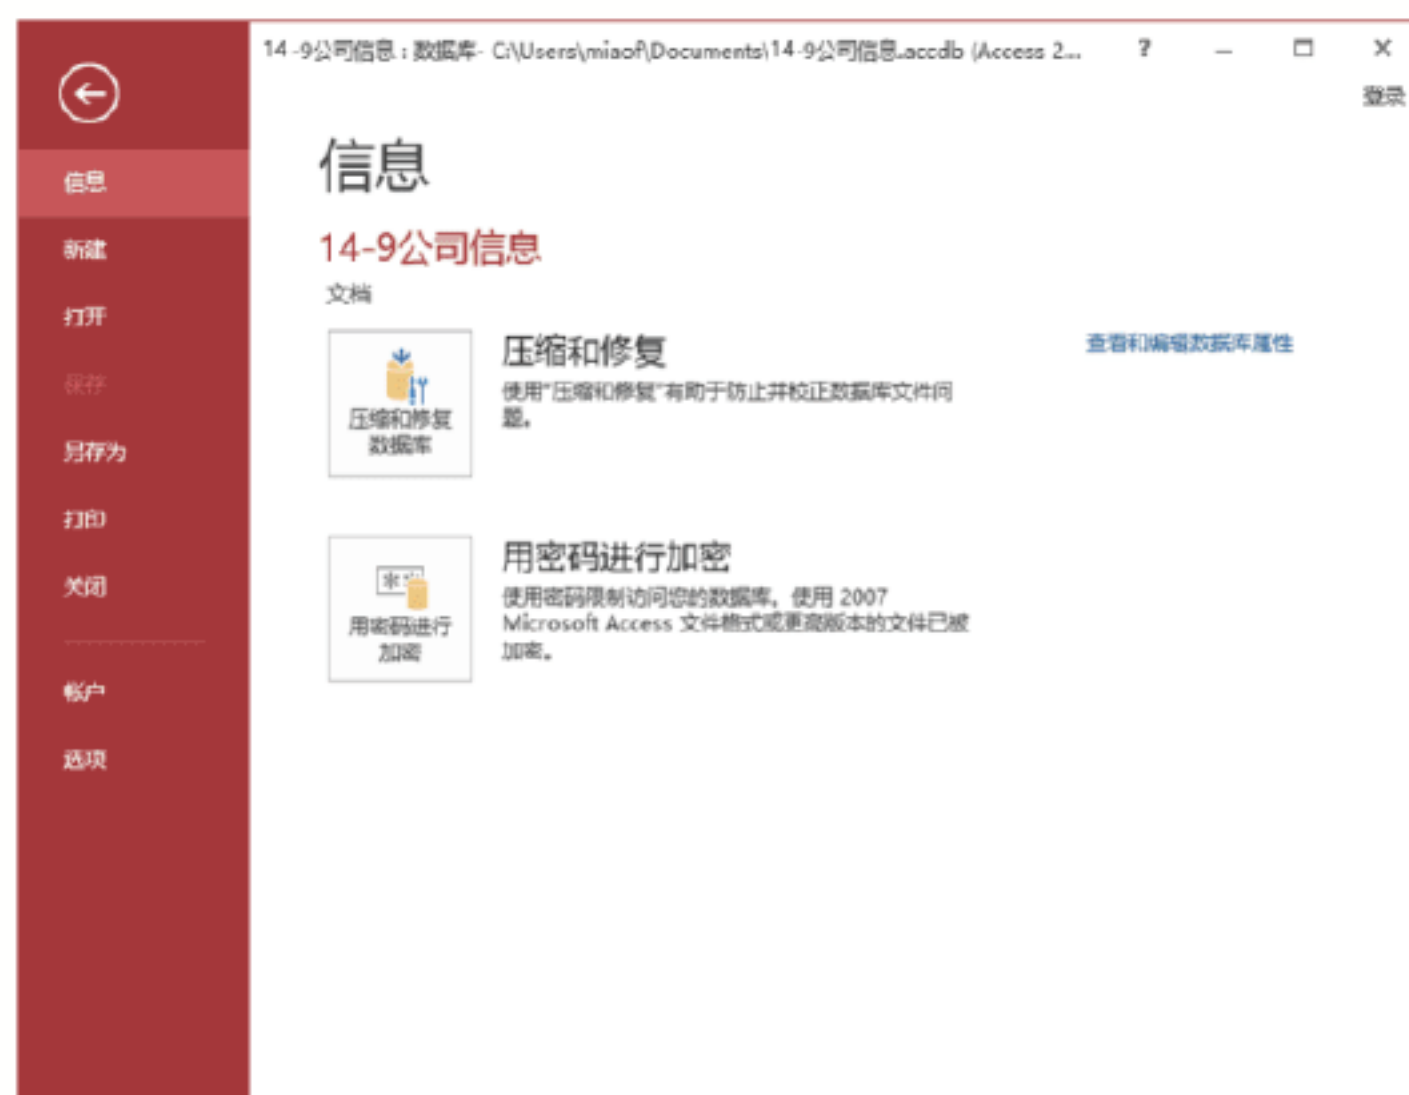 14 -9公司信息 : 数据库- C:\Users\miaof\Documents\14-9公司信息.accdb (Access 2... ?
登录
信息
新建
打开
保存
另存为
打印
关闭
帐户
选项
信息
14-9公司信息
文档
压缩和修复
数据库
压缩和修复
使用"压缩和修复"有助于防止并校正数据库文件问
题。
查看和编辑数据库属性
用密码进行
加密
用密码进行加密
使用密码限制访问您的数据库。使用 2007
Microsoft Access 文件格式或更高版本的文件已被
加密。